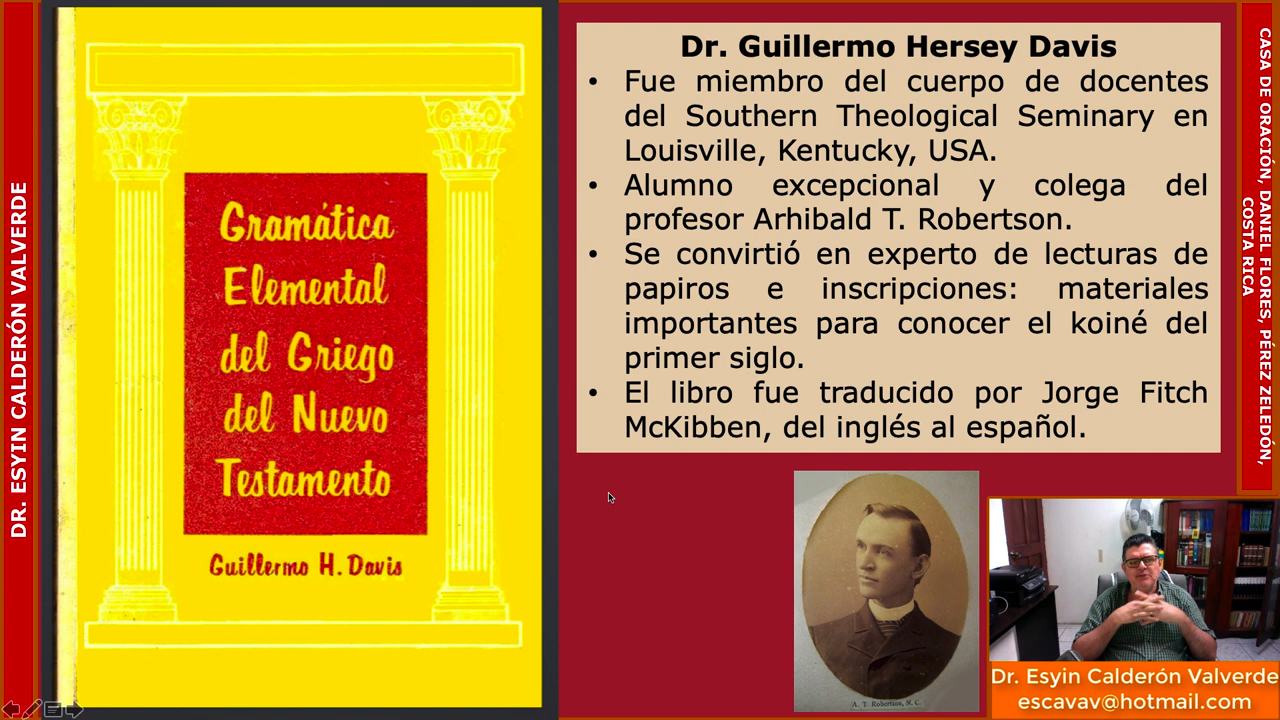 DR. ESYIN CALDERÓN VALVERDE
Gramática
Elemental
del Griego
del Nuevo
Testamento
Guillermo H. Davis
Dr. Guillermo Hersey Davis
• Fue miembro del cuerpo de docentes
del Southern Theological Seminary en
Louisville, Kentucky, USA.
• Alumno excepcional y colega del
profesor Arhibald T. Robertson.
• Se convirtió en experto de lecturas de
papiros e inscripciones: materiales
importantes para conocer el koiné del
primer siglo.
• El libro fue traducido por Jorge Fitch
McKibben, del inglés al español.
A. T. Robertson, N. C.
CASA DE ORACIÓN, DANIEL FLORES, PÉREZ ZELEDÓN,
COSTA RICA
Dr. Esyin Calderón Valverde
escavav@hotmail.com